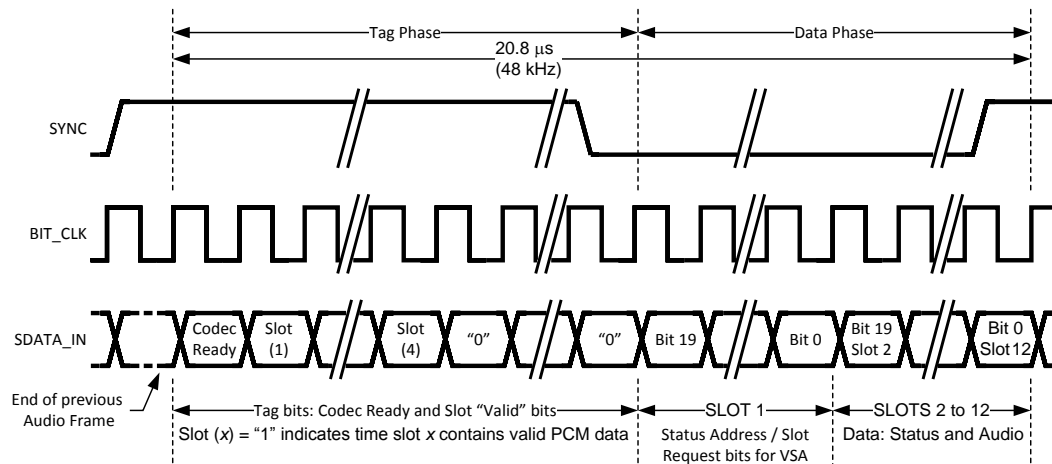 Tag Phase
Data Phase
20.8 μs
(48 kHz)
SYNC
BIT_CLK
SDATA_IN
Codec
Ready
Slot
(1)
Slot
(4)
“0”
“0”
Bit 19
Bit 0
Bit 19
Slot 2
Bit 0
Slot 12
End of previous
Audio Frame
Tag bits: Codec Ready and Slot “Valid” bits
Slot (x) = “1” indicates time slot x contains valid PCM data
SLOT 1
Status Address / Slot
Request bits for VSA
SLOTS 2 to 12
Data: Status and Audio